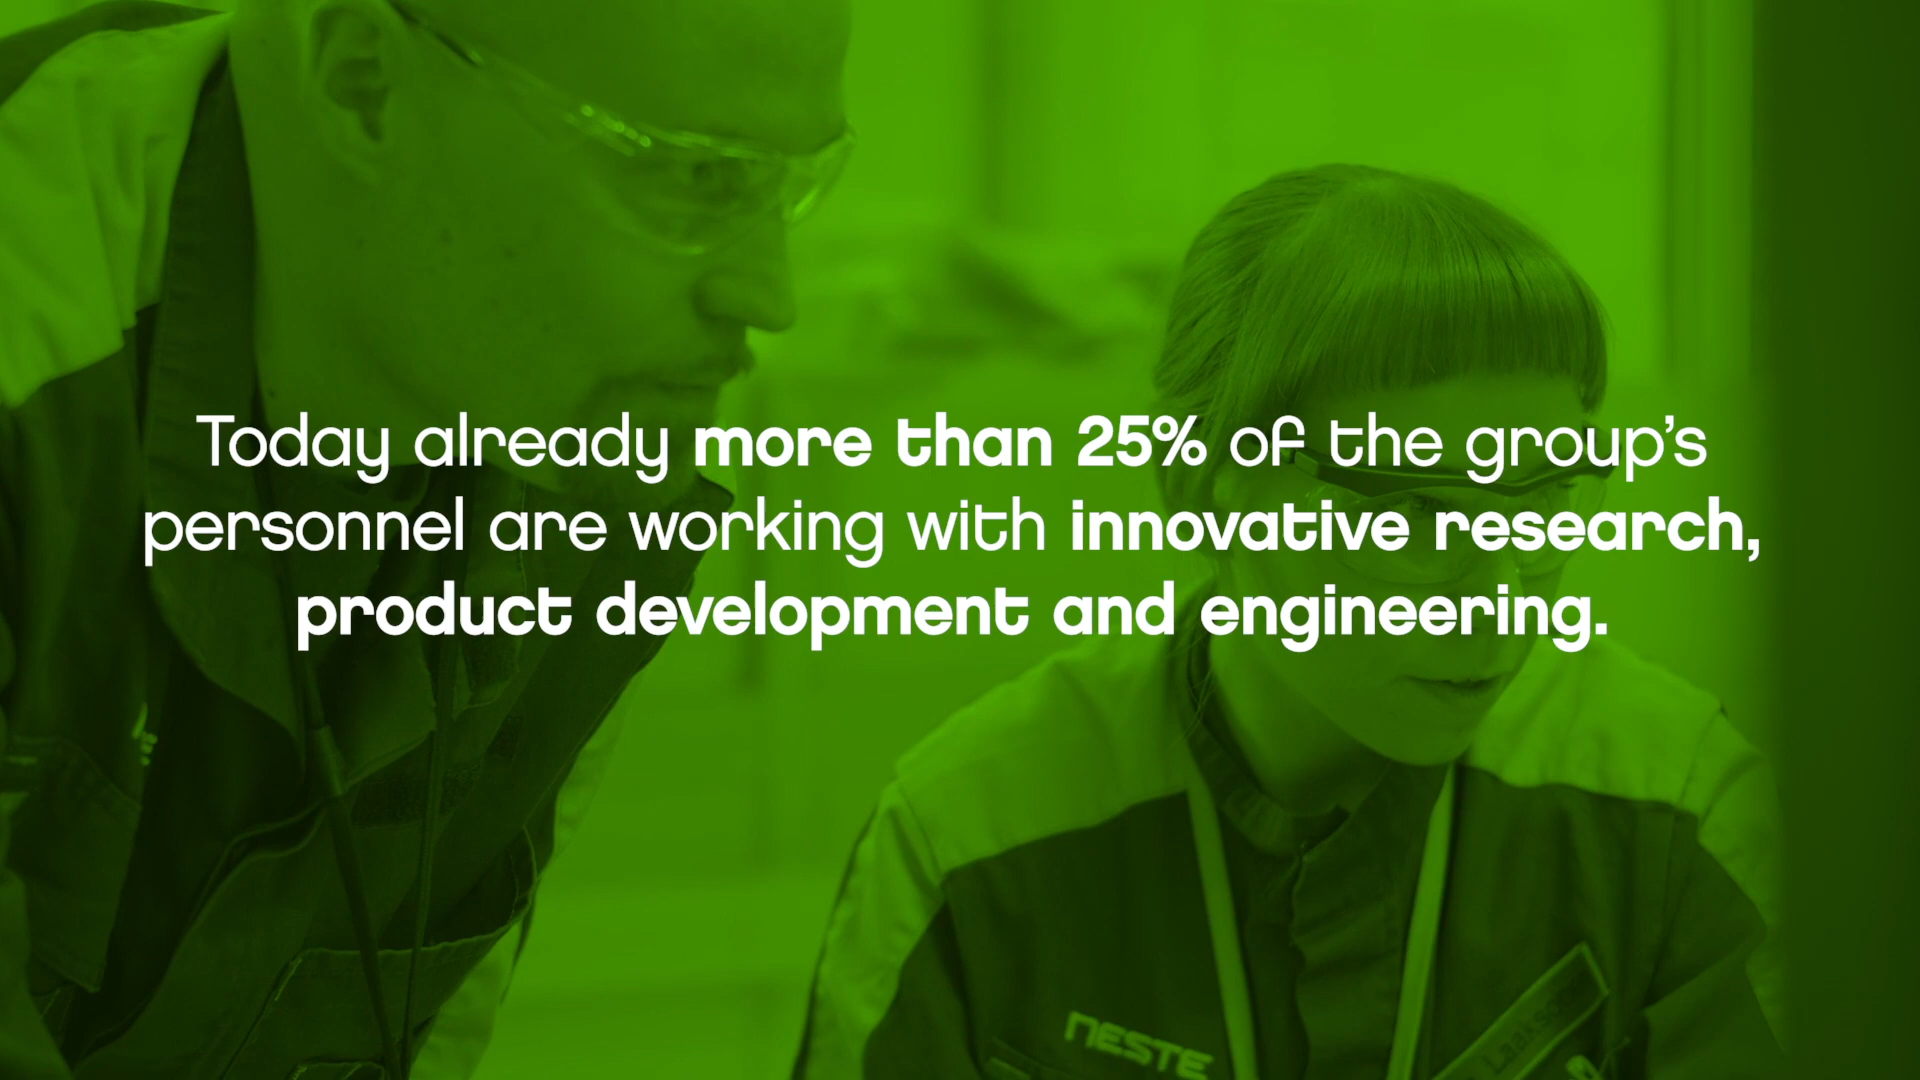 Today already more than 25% of the group's
personnel are working with innovative research,
product development and engineering.
NESTE